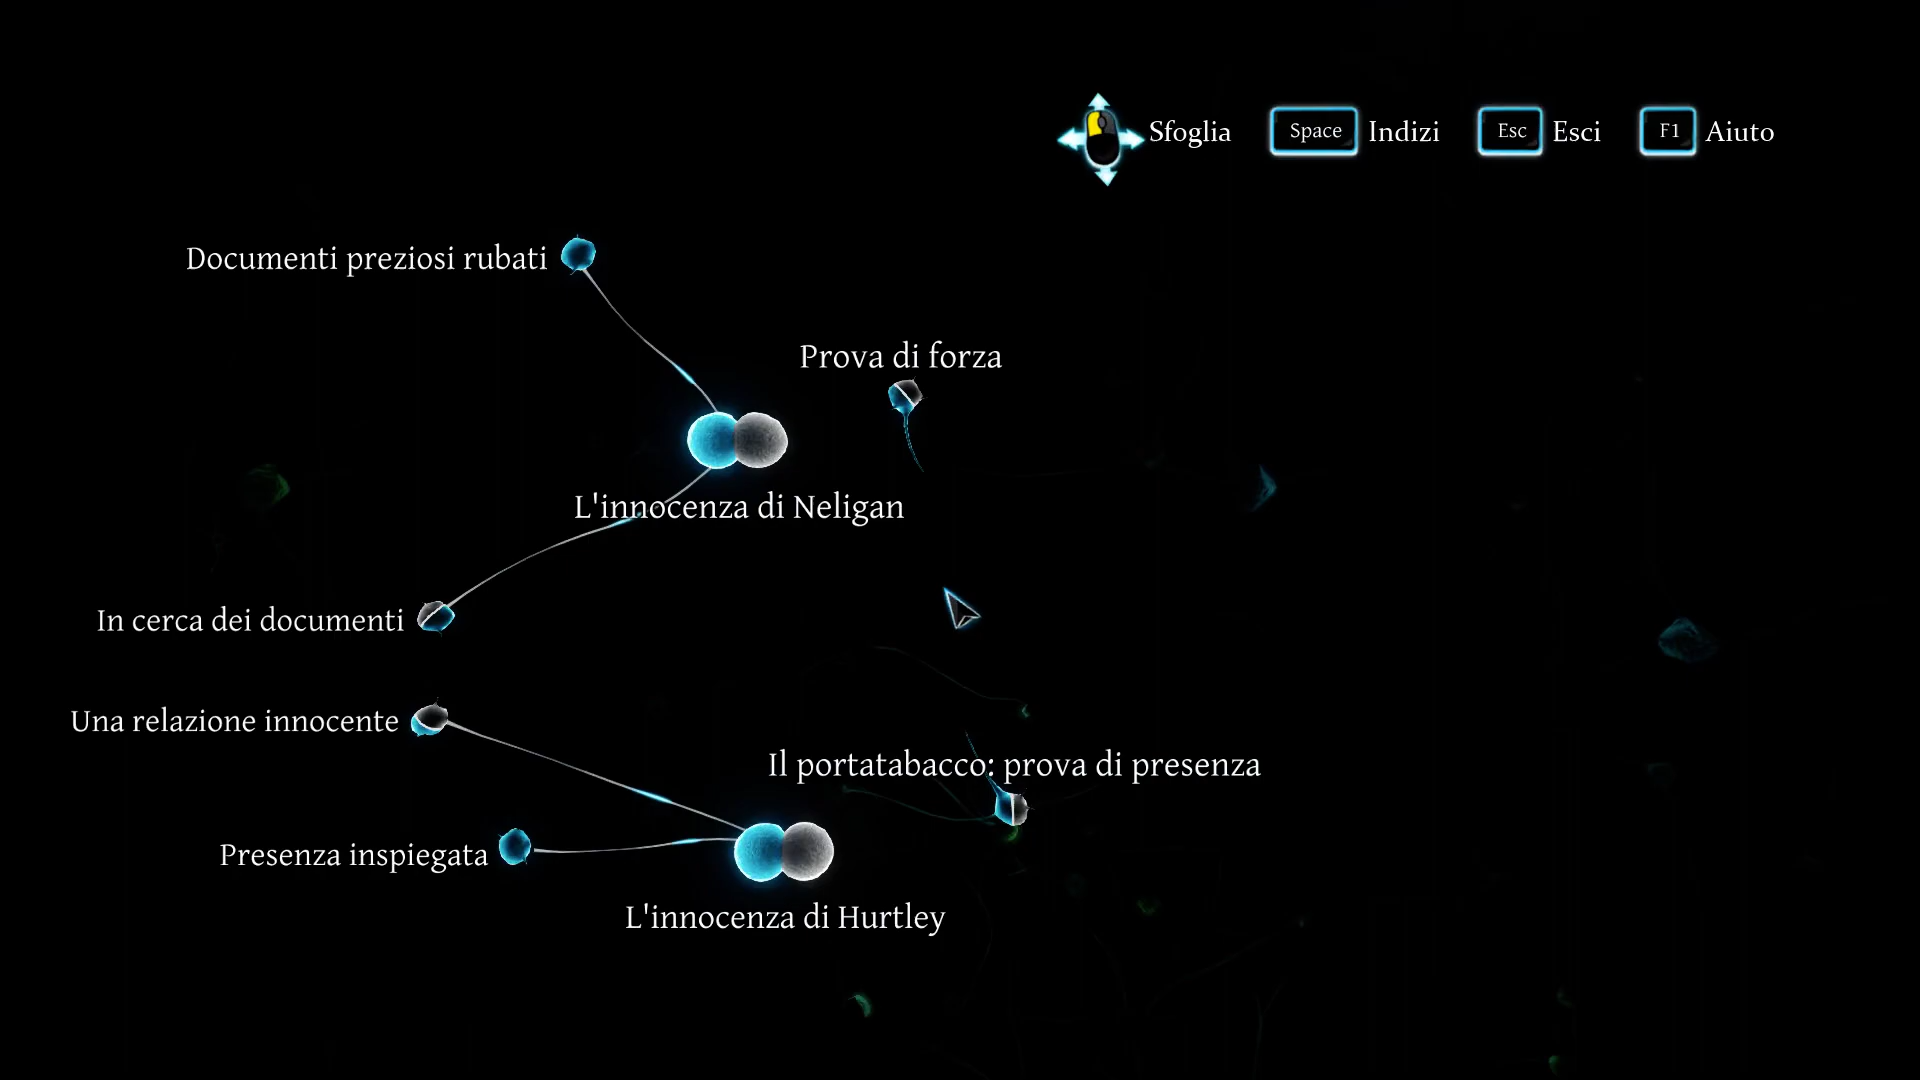 Sfoglia
Space Indizi
Esc Esci
F1 Aiuto
Documenti preziosi rubati
Prova di forza
L'innocenza di Neligan
In cerca dei documenti
Una relazione innocente
Il portatabacco: prova di presenza
Presenza inspiegata
L'innocenza di Hurtley